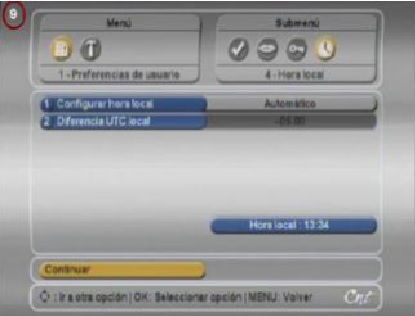 9
Menú
Submenú
1 - Preferencias de usuario
4 - Hora local
1 Configurar hora local
Automático
2 Diferencia UTC local
-05:00
Hora local : 13:34
Continuar
: Ir a otra opción | OK: Seleccionar opción | MENU: Volver
Cnt